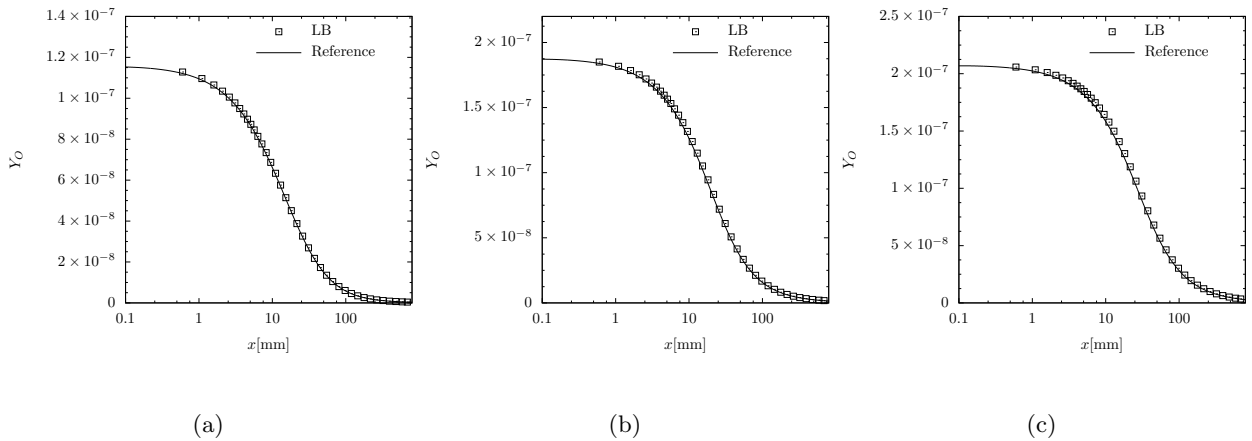 1.4 × 10⁻⁷
1.2 × 10⁻⁷
1 × 10⁻⁷
8 × 10⁻⁸
6 × 10⁻⁸
4 × 10⁻⁸
2 × 10⁻⁸
0
Y_O
LB
Reference
0.1 1 10 100
x[mm]
(a)
2 × 10⁻⁷
1 × 10⁻⁷
5 × 10⁻⁸
0
Y_O
LB
Reference
0.1 1 10 100
x[mm]
(b)
2.5 × 10⁻⁷
2 × 10⁻⁷
1.5 × 10⁻⁷
1 × 10⁻⁷
5 × 10⁻⁸
0
Y_O
LB
Reference
0.1 1 10 100
x[mm]
(c)